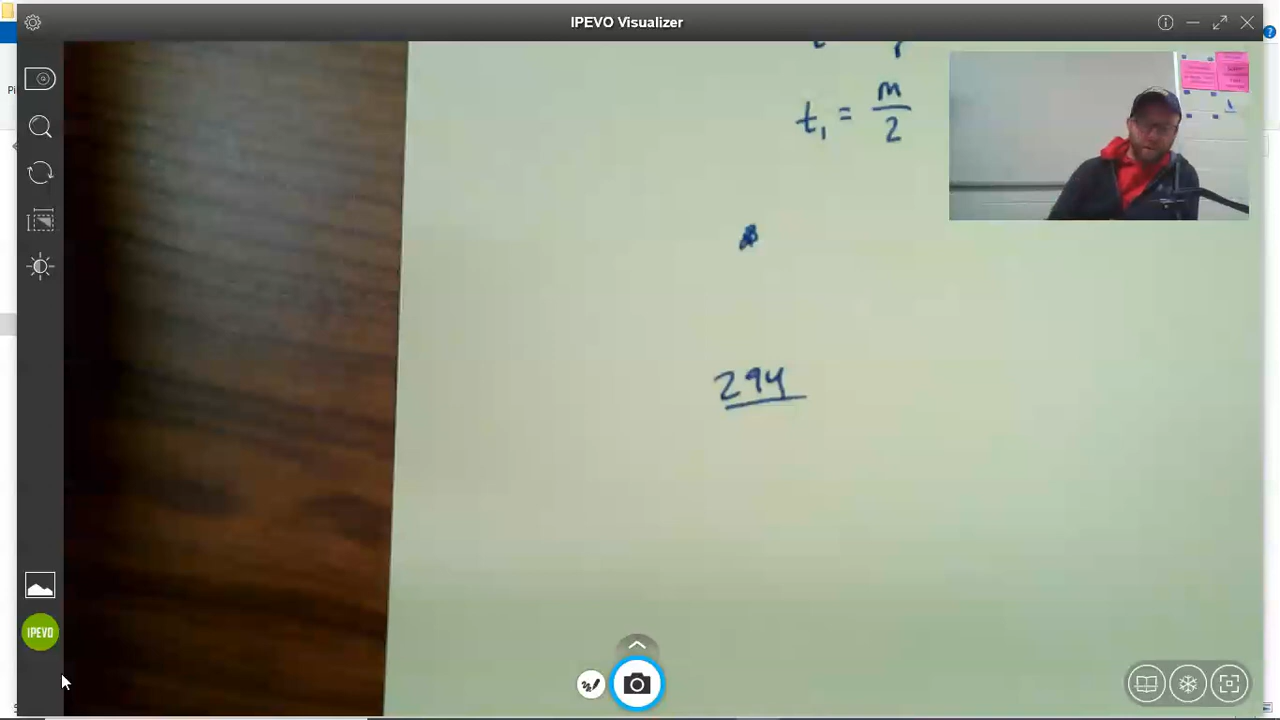 IPEVO Visualizer
t₁ = m/2
294
IPEVO